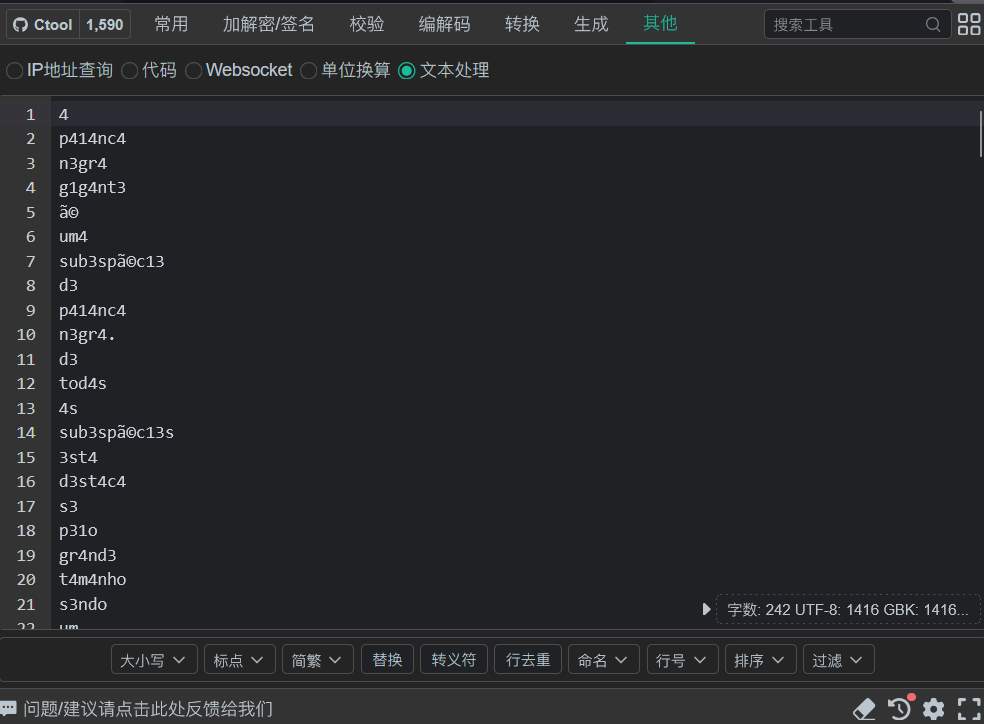 Ctool 1,590 常用 加解密/签名 校验 编解码 转换 生成 其他 搜索工具
IP地址查询 代码 Websocket 单位换算 文本处理
1 4
2 p414nc4
3 n3gr4
4 g1g4nt3
5 ã©
6 um4
7 sub3spã©c13
8 d3
9 p414nc4
10 n3gr4.
11 d3
12 tod4s
13 4s
14 sub3spã©c13s
15 3st4
16 d3st4c4
17 s3
18 p31o
19 gr4nd3
20 t4m4nho
21 s3ndo
22 um
字数: 242 UTF-8: 1416 GBK: 1416...
大小写 标点 简繁 替换 转义符 行去重 命名 行号 排序 过滤
问题/建议请点击此处反馈给我们